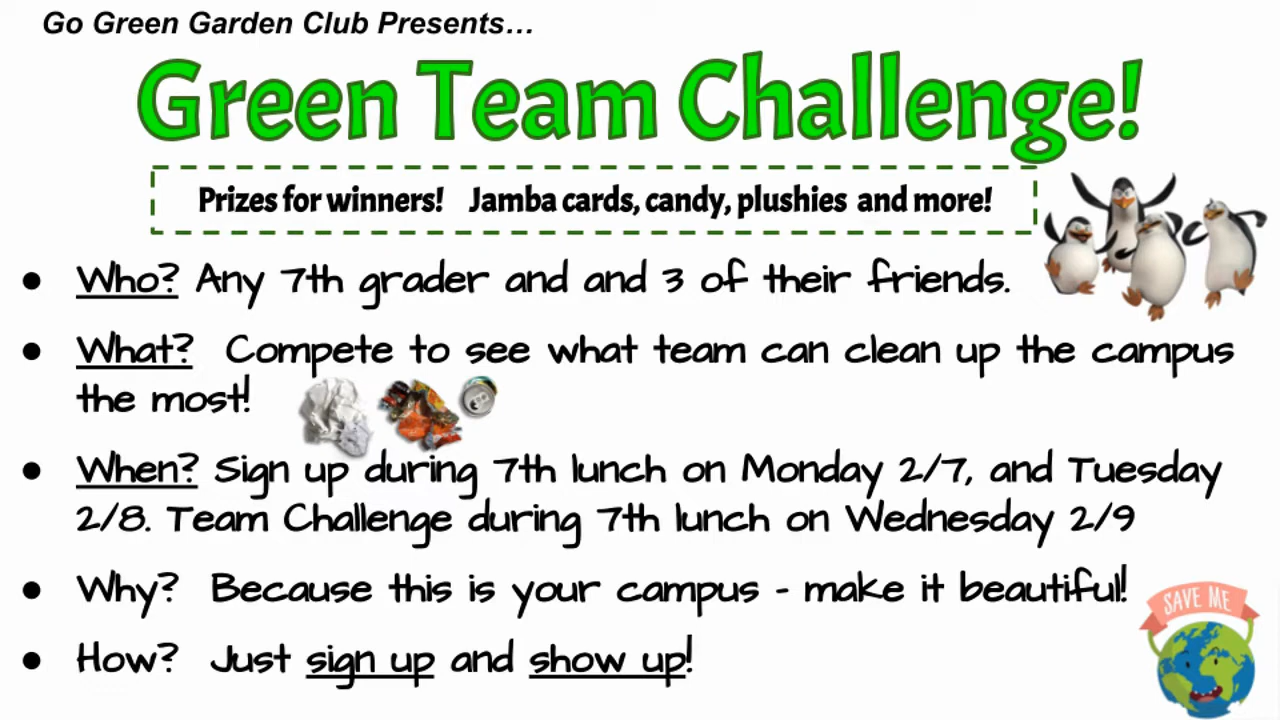 Go Green Garden Club Presents…
Green Team Challenge!
Prizes for winners! Jamba cards, candy, plushies and more!
● Who? Any 7th grader and and 3 of their friends.
● What? Compete to see what team can clean up the campus
the most!
● When? Sign up during 7th lunch on Monday 2/7, and Tuesday
2/8. Team Challenge during 7th lunch on Wednesday 2/9
● Why? Because this is your campus - make it beautiful!
● How? Just sign up and show up!
SAVE ME